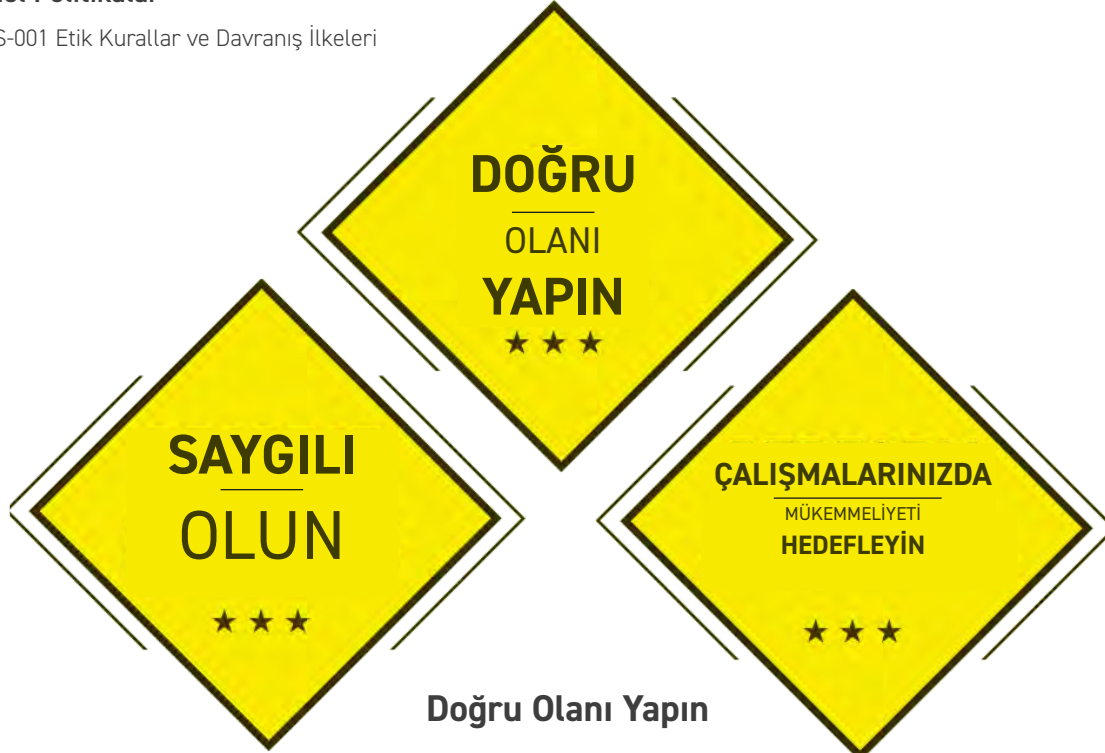 S-001 Etik Kurallar ve Davranış İlkeleri
DOĞRU
OLANI
YAPIN
SAYGILI
OLUN
ÇALIŞMALARINIZDA
MÜKEMMELİYETİ
HEDEFLEYİN
Doğru Olanı Yapın